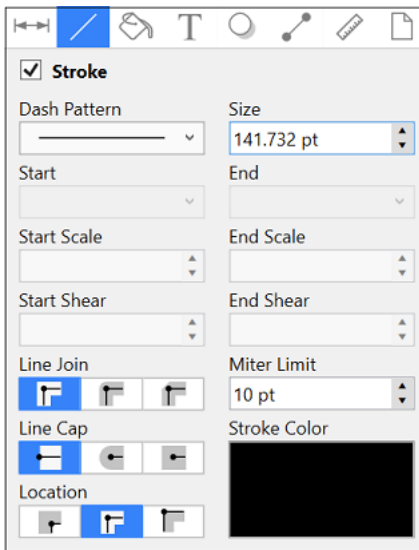 T
Stroke
Dash Pattern Size
141.732 pt
Start End
Start Scale End Scale
Start Shear End Shear
Line Join Miter Limit
10 pt
Line Cap Stroke Color
Location